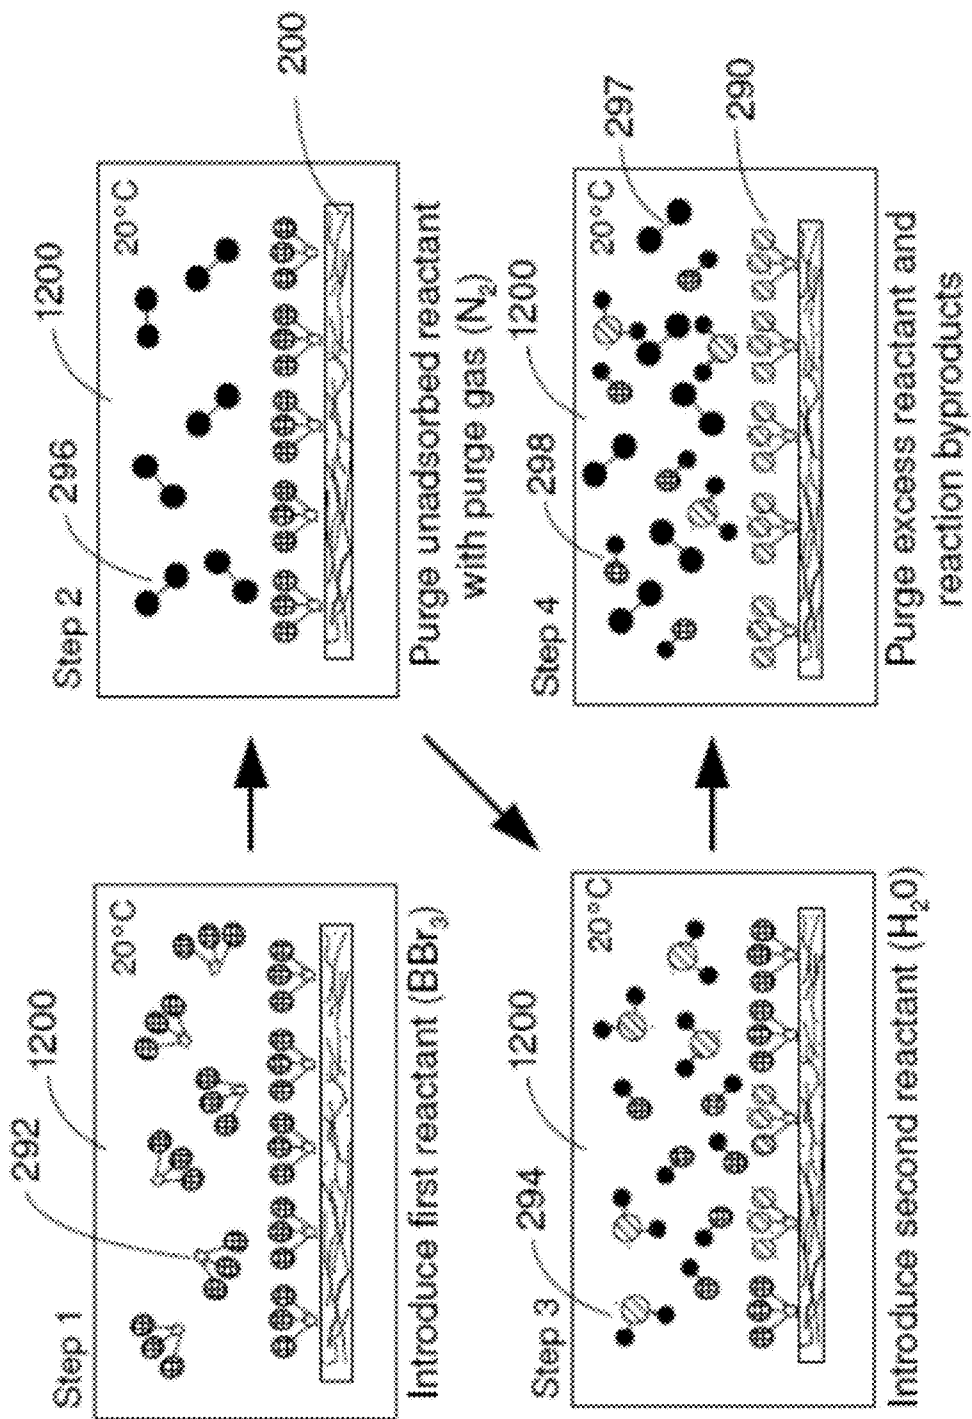 Step 1
292
1200
20°C
Introduce first reactant (BBr3)
Step 2
296
1200
20°C
200
Purge unadsorbed reactant
with purge gas (N2)
Step 3
294
1200
20°C
Introduce second reactant (H20)
Step 4
298
1200
20°C
297
290
Purge excess reactant and
reaction byproducts